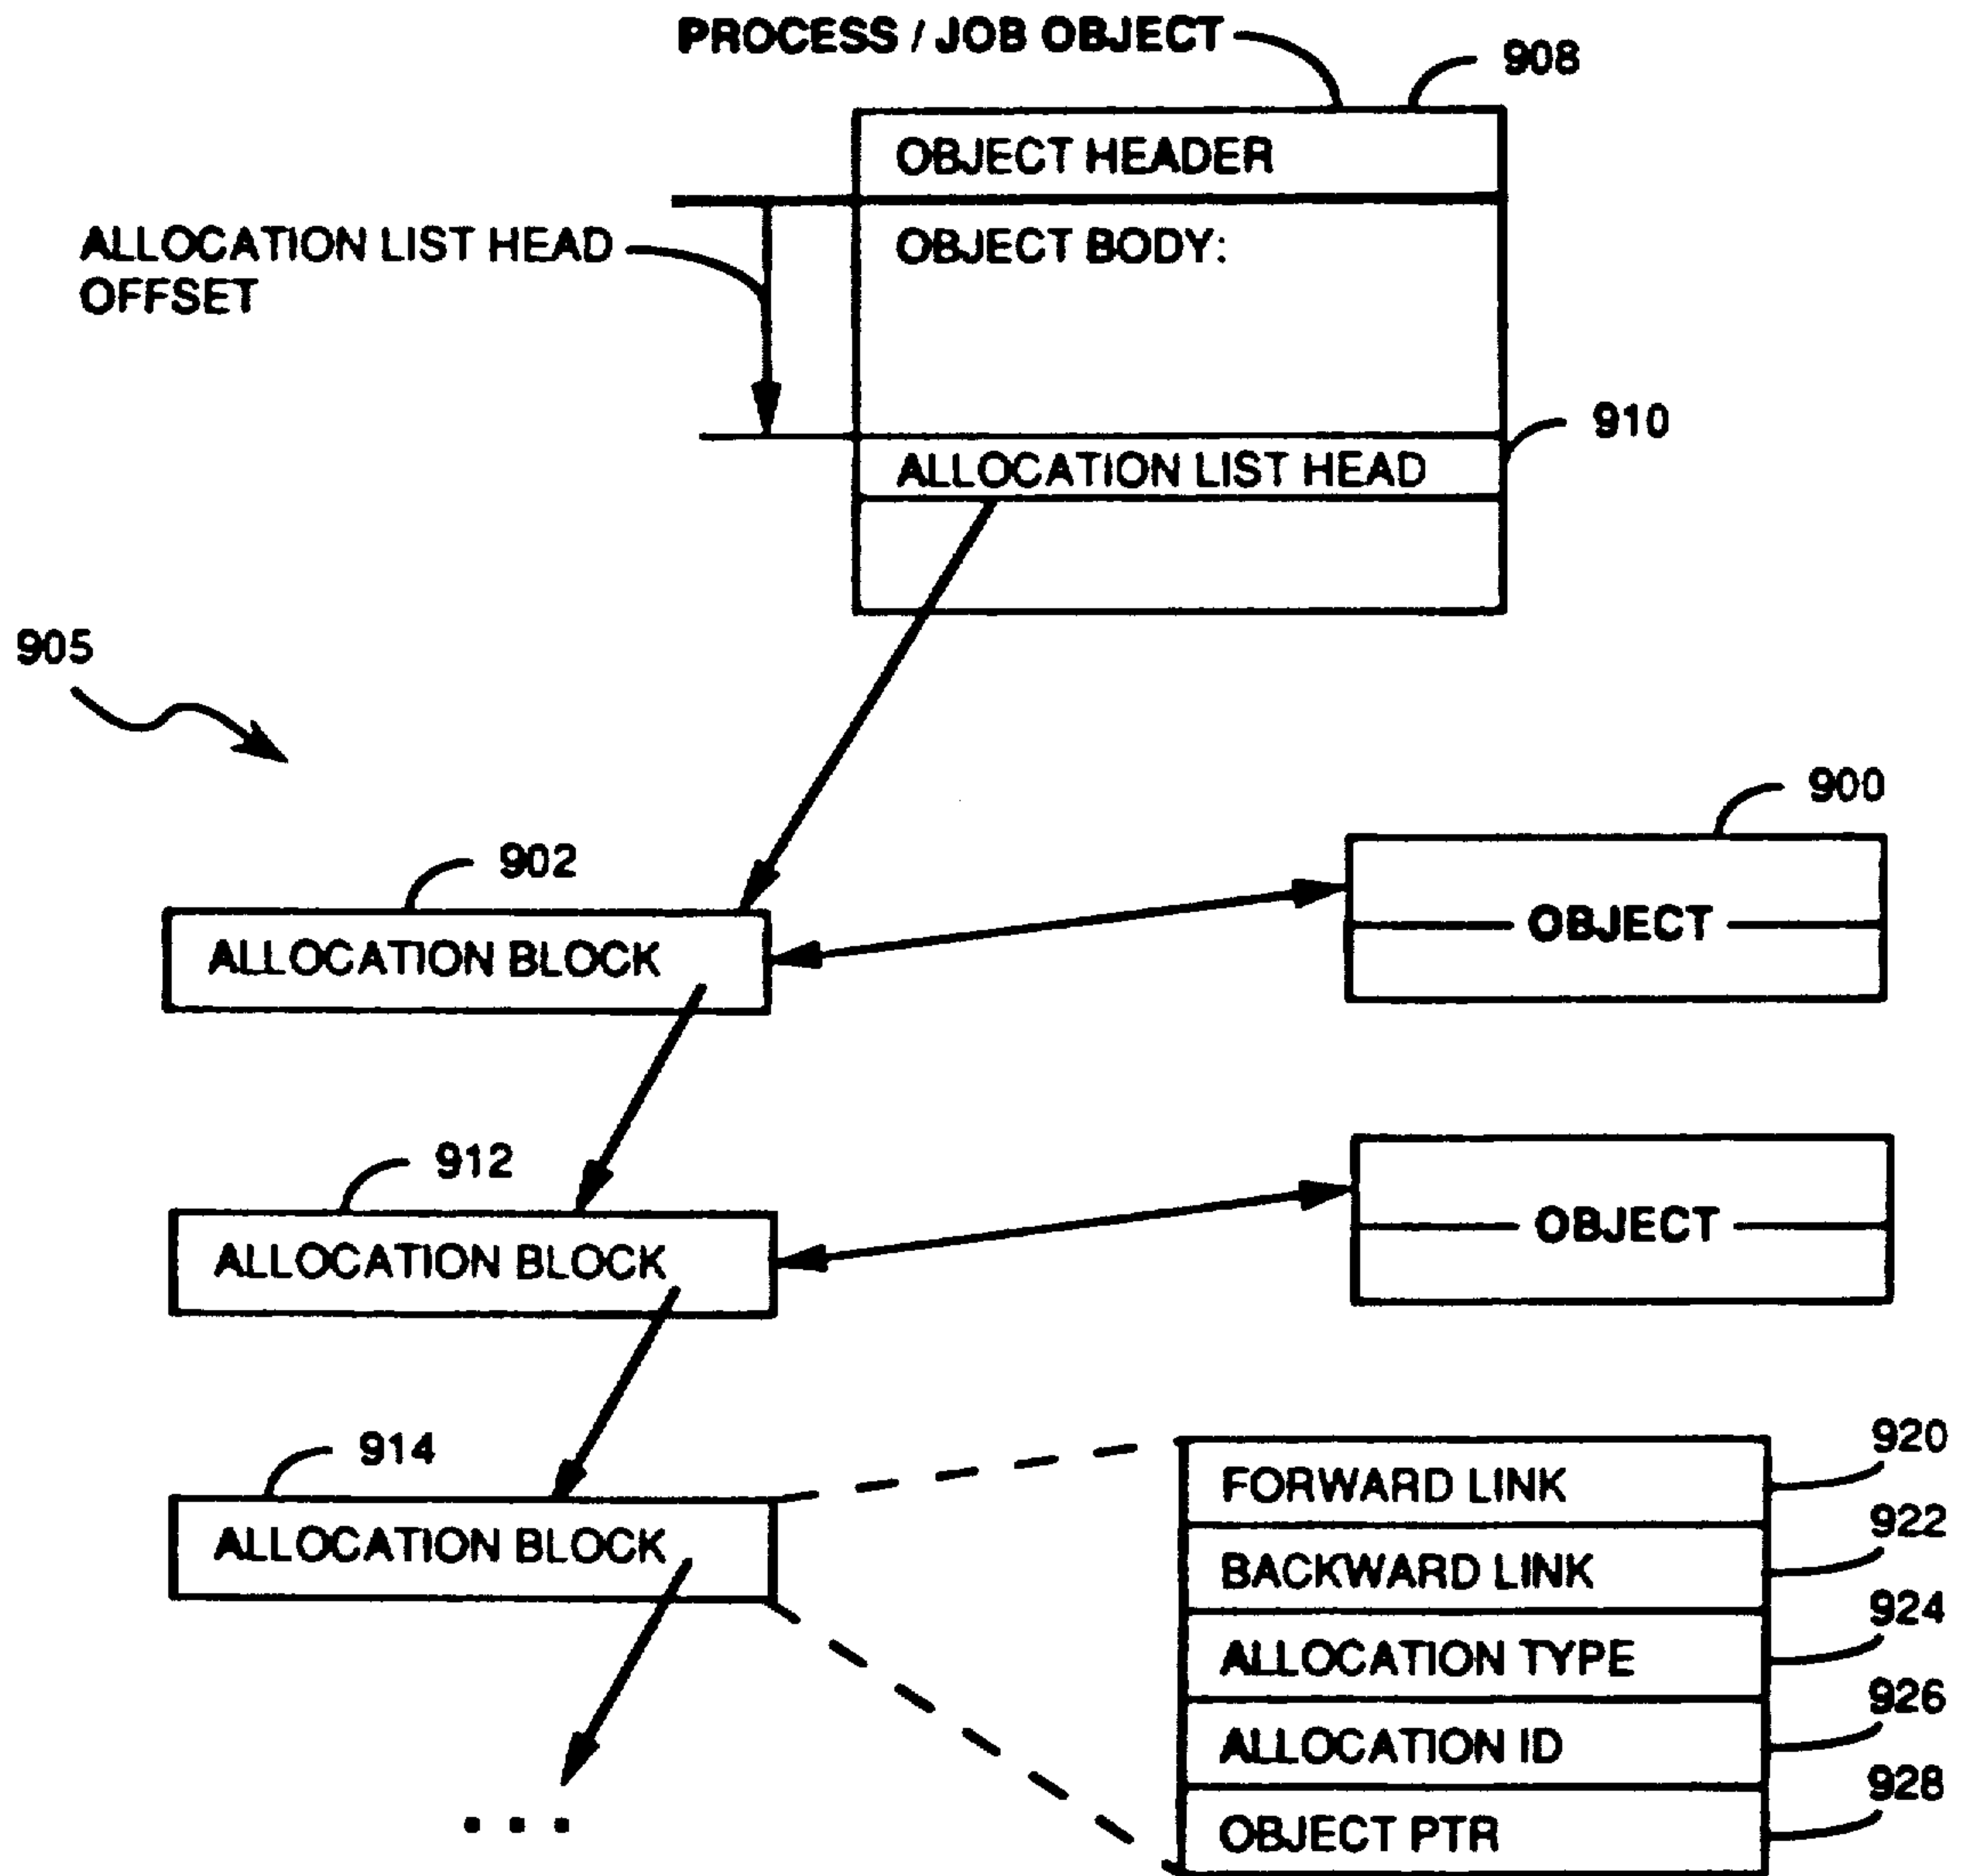 PROCESS / JOB OBJECT
908
OBJECT HEADER
ALLOCATION LIST HEAD
OFFSET
OBJECT BODY:
910
ALLOCATION LIST HEAD
905
900
902
OBJECT
ALLOCATION BLOCK
912
OBJECT
ALLOCATION BLOCK
914
920
FORWARD LINK
922
ALLOCATION BLOCK
BACKWARD LINK
924
ALLOCATION TYPE
926
ALLOCATION ID
928
OBJECT PTR
...